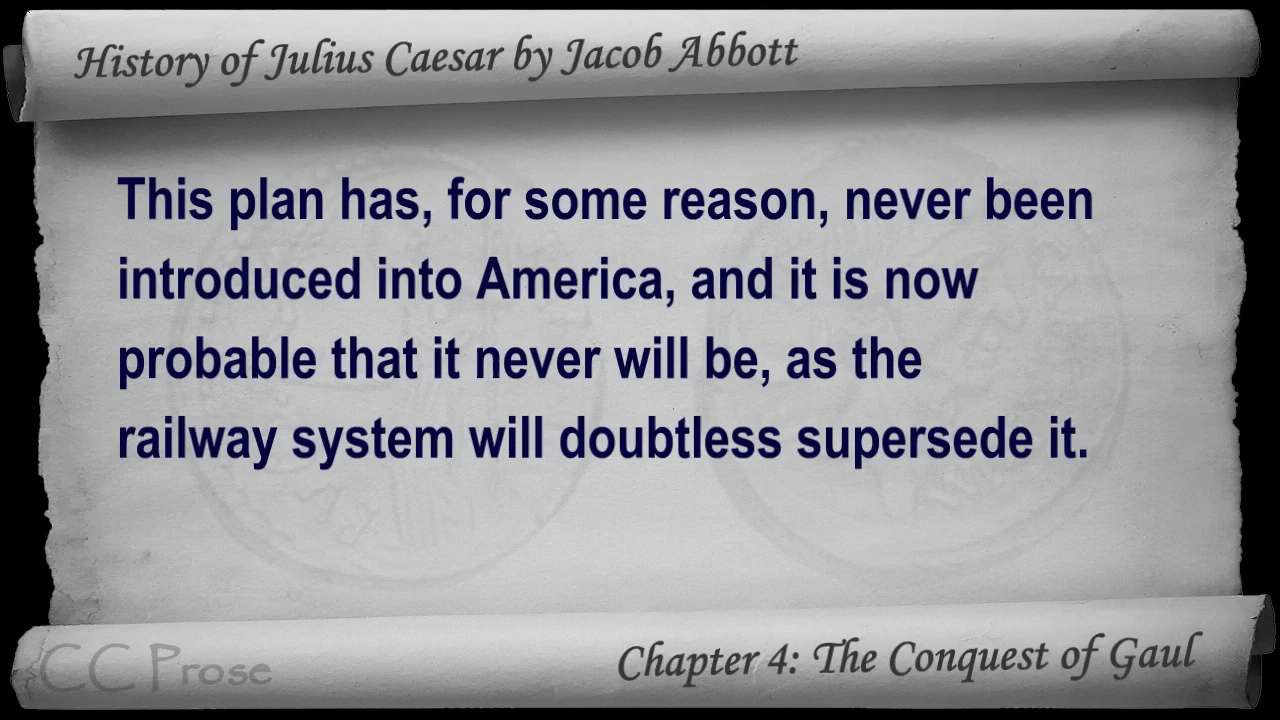 History of Julius Caesar by Jacob Abbott
This plan has, for some reason, never been
introduced into America, and it is now
probable that it never will be, as the
railway system will doubtless supersede it.
CC Prose
Chapter 4: The Conquest of Gaul